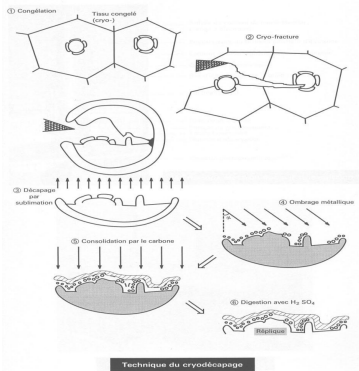 ① Congélation
Tissu congelé
(cryo-)
② Cryo-fracture
③ Décapage
par
sublimation
④ Ombrage métallique
α
⑤ Consolidation par le carbone
⑥ Digestion avec H₂ SO₄
Réplique
Technique du cryodécapage